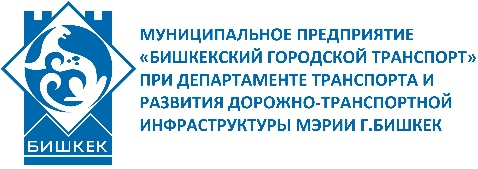 МУНИЦИПАЛЬНОЕ ПРЕДПРИЯТИЕ
«БИШКЕКСКИЙ ГОРОДСКОЙ ТРАНСПОРТ»
ПРИ ДЕПАРТАМЕНТЕ ТРАНСПОРТА И
РАЗВИТИЯ ДОРОЖНО-ТРАНСПОРТНОЙ
ИНФРАСТРУКТУРЫ МЭРИИ Г.БИШКЕК
БИШКЕК